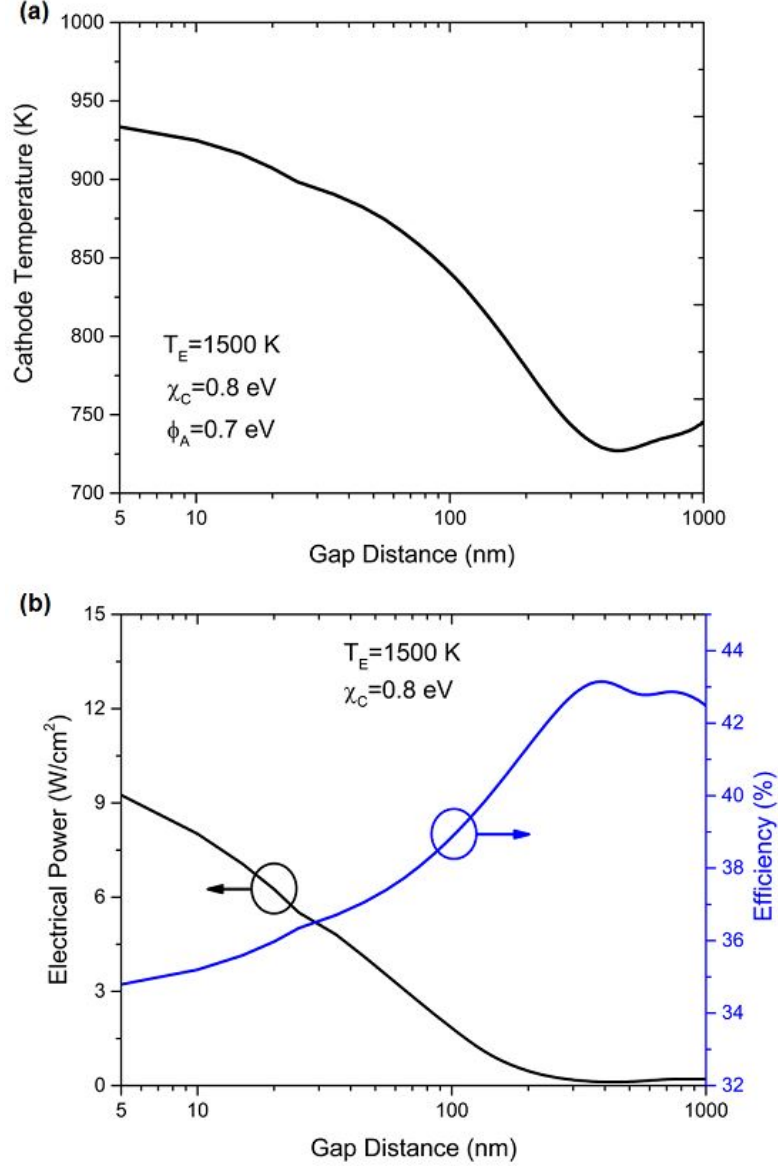 (a)
1000
950
900
850
800
750
700
Cathode Temperature (K)
T_E=1500 K
χ_C=0.8 eV
ϕ_A=0.7 eV
5
10
100
1000
Gap Distance (nm)
(b)
15
12
9
6
3
0
Electrical Power (W/cm²)
T_E=1500 K
χ_C=0.8 eV
44
42
40
38
36
34
32
Efficiency (%)
5
10
100
1000
Gap Distance (nm)